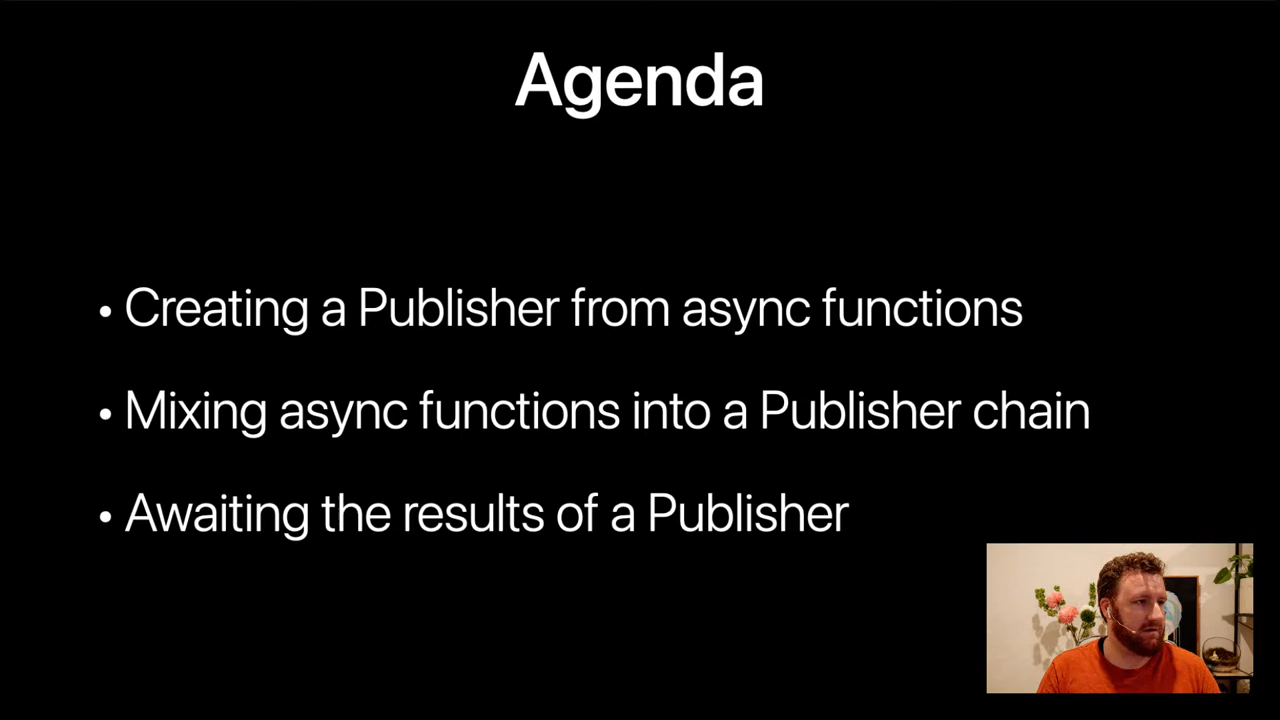 Agenda
• Creating a Publisher from async functions
• Mixing async functions into a Publisher chain
• Awaiting the results of a Publisher